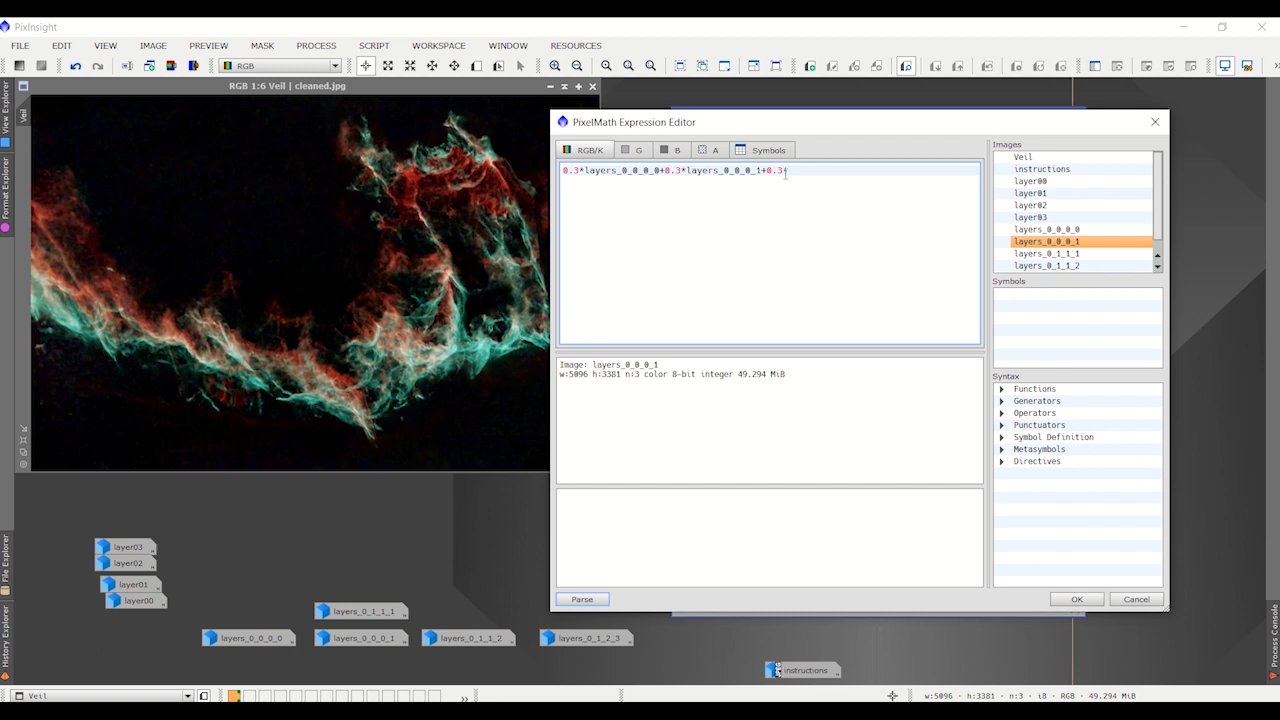 PixInsight
FILE EDIT VIEW IMAGE PREVIEW MASK PROCESS SCRIPT WORKSPACE WINDOW RESOURCES
RGB
RGB 1:6 Veil | cleaned.jpg
View Explorer
Format Explorer
File Explorer
History Explorer
Veil
PixelMath Expression Editor
RGB/K G B A Symbols
0.3*layers_0_0_0_0+0.3*layers_0_0_0_1+0.3*
Image: layers_0_0_0_1
w:5096 h:3381 n:3 color 8-bit integer 49.294 MiB
Parse
Images
Veil
instructions
layer00
layer01
layer02
layer03
layers_0_0_0_0
layers_0_0_0_1
layers_0_1_1_1
layers_0_1_1_2
Symbols
Syntax
Functions
Generators
Operators
Punctuators
Symbol Definition
Metasymbols
Directives
OK Cancel
layer03
layer02
layer01
layer00
layers_0_1_1_1
layers_0_0_0_0
layers_0_0_0_1
layers_0_1_1_2
layers_0_1_2_3
instructions
Process Console
Veil
w:5096 · h:3381 · n:3 · i8 · RGB · 49.294 MiB